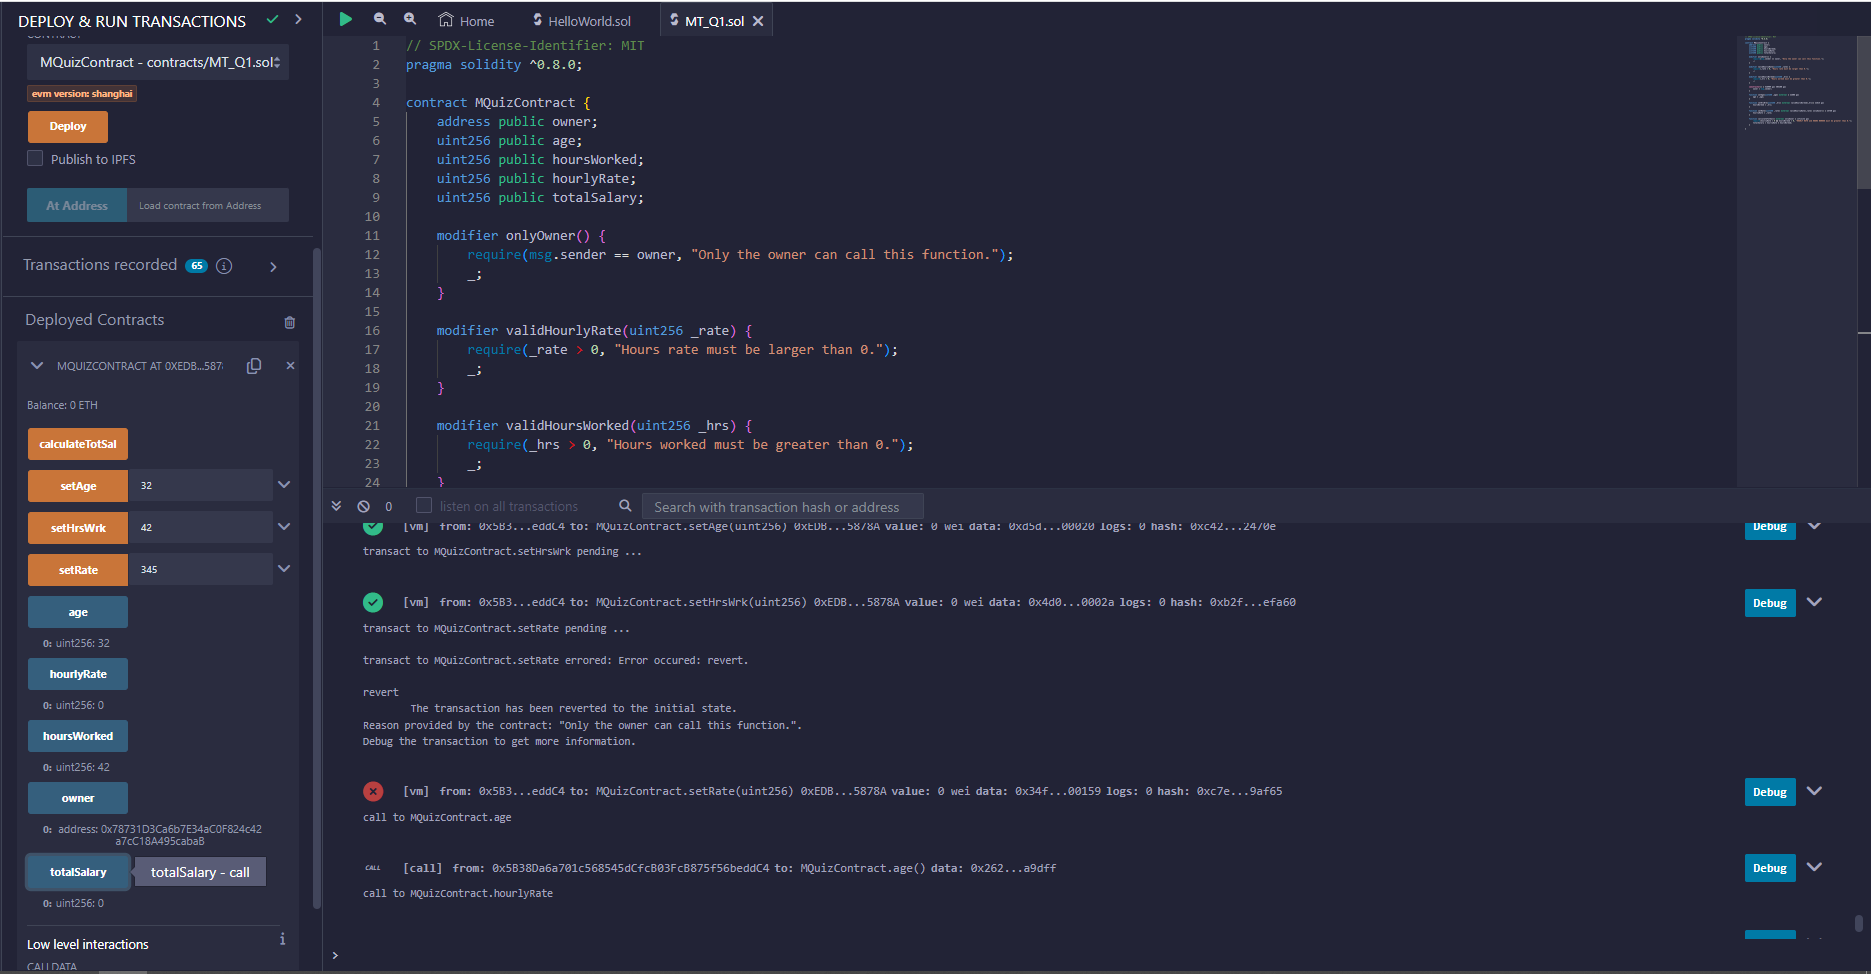 DEPLOY & RUN TRANSACTIONS
CONTRACT
MQuizContract - contracts/MT_Q1.sol
evm version: shanghai
Deploy
Publish to IPFS
At Address
Load contract from Address
Transactions recorded 65
Deployed Contracts
MQUIZCONTRACT AT 0XEDB...587
Balance: 0 ETH
calculateTotSal
setAge 32
setHrsWrk 42
setRate 345
age
0: uint256: 32
hourlyRate
0: uint256: 0
hoursWorked
0: uint256: 42
owner
0: address: 0x78731D3Ca6b7E34aC0F824c42
a7cC18A495cabaB
totalSalary
totalSalary - call
0: uint256: 0
Low level interactions
CALLDATA
Home
HelloWorld.sol
MT_Q1.sol
1 // SPDX-License-Identifier: MIT
2 pragma solidity ^0.8.0;
3
4 contract MQuizContract {
5 address public owner;
6 uint256 public age;
7 uint256 public hoursWorked;
8 uint256 public hourlyRate;
9 uint256 public totalSalary;
10
11 modifier onlyOwner() {
12 require(msg.sender == owner, "Only the owner can call this function.");
13 _;
14 }
15
16 modifier validHourlyRate(uint256 _rate) {
17 require(_rate > 0, "Hours rate must be larger than 0.");
18 _;
19 }
20
21 modifier validHoursWorked(uint256 _hrs) {
22 require(_hrs > 0, "Hours worked must be greater than 0.");
23 _;
24 }
0
listen on all transactions
Search with transaction hash or address
[vm] from: 0x5B3...eddC4 to: MQuizContract.setAge(uint256) 0xEDB...5878A value: 0 wei data: 0xd5d...00020 logs: 0 hash: 0xc42...2470e
Debug
transact to MQuizContract.setHrsWrk pending ...
[vm] from: 0x5B3...eddC4 to: MQuizContract.setHrsWrk(uint256) 0xEDB...5878A value: 0 wei data: 0x4d0...0002a logs: 0 hash: 0xb2f...efa60
Debug
transact to MQuizContract.setRate pending ...
transact to MQuizContract.setRate errored: Error occured: revert.
revert
The transaction has been reverted to the initial state.
Reason provided by the contract: "Only the owner can call this function.".
Debug the transaction to get more information.
[vm] from: 0x5B3...eddC4 to: MQuizContract.setRate(uint256) 0xEDB...5878A value: 0 wei data: 0x34f...00159 logs: 0 hash: 0xc7e...9af65
Debug
call to MQuizContract.age
CALL [call] from: 0x5B38Da6a701c568545dCfcB03FcB875f56beddC4 to: MQuizContract.age() data: 0x262...a9dff
Debug
call to MQuizContract.hourlyRate
>